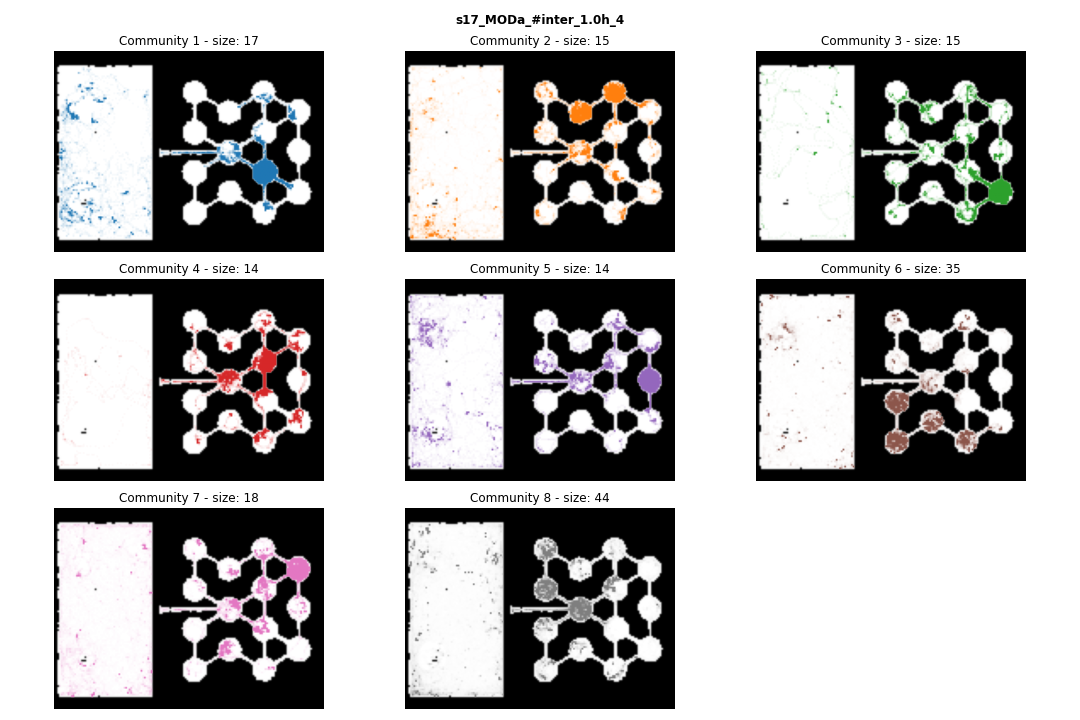 s17_MODa_#inter_1.0h_4
Community 1 - size: 17
Community 2 - size: 15
Community 3 - size: 15
Community 4 - size: 14
Community 5 - size: 14
Community 6 - size: 35
Community 7 - size: 18
Community 8 - size: 44